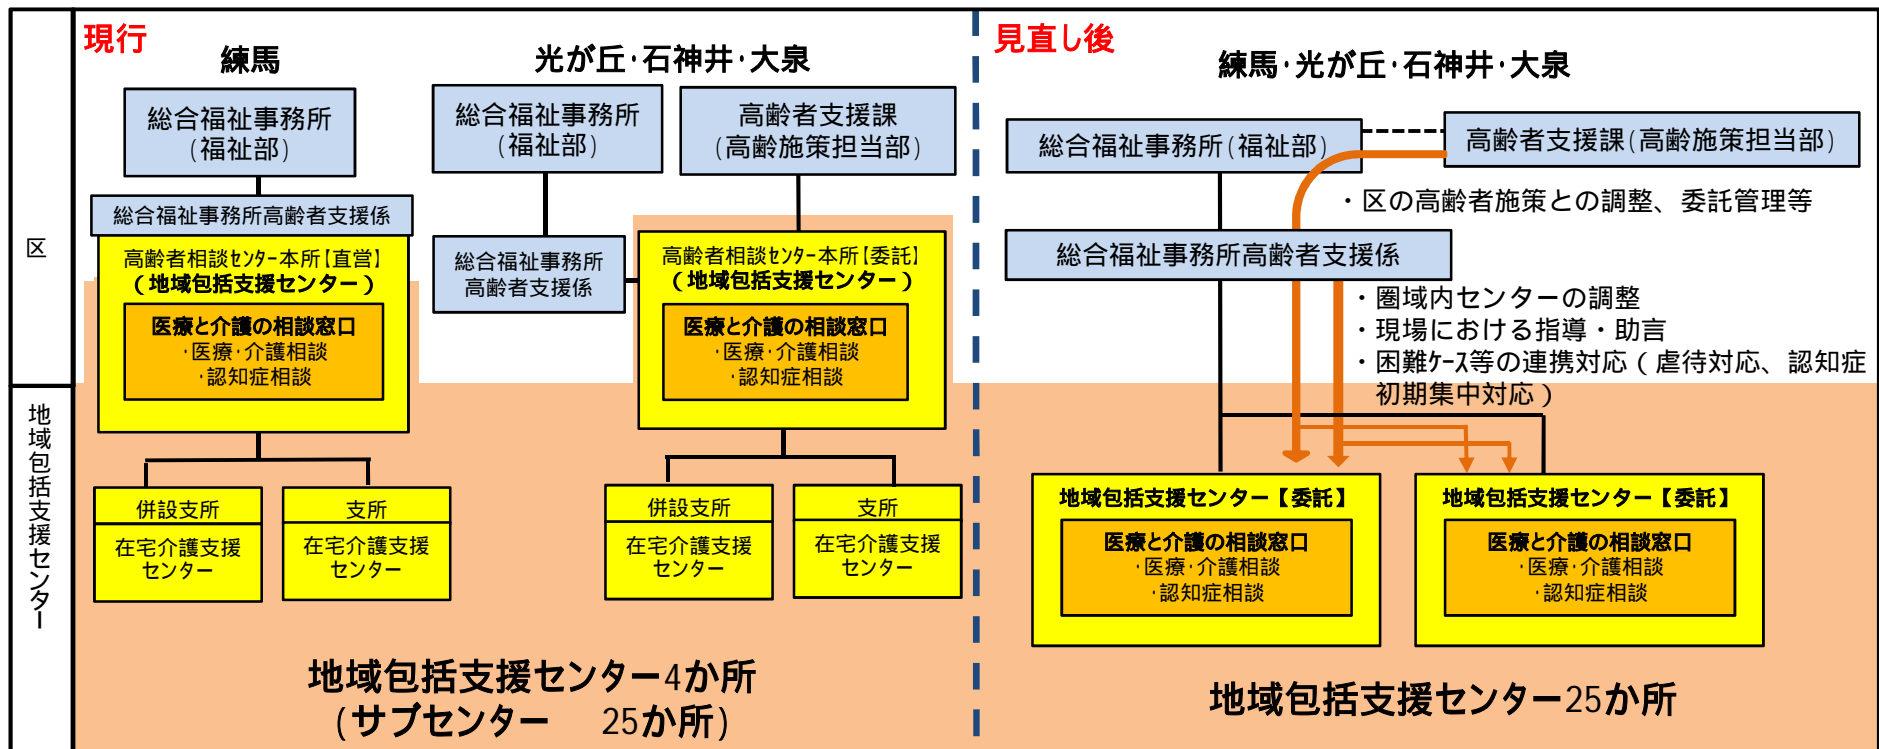 区
地域包括支援センター
現行
練馬
総合福祉事務所
(福祉部)
総合福祉事務所高齢者支援係
高齢者相談センター本所【直営】
(地域包括支援センター)
医療と介護の相談窓口
・医療・介護相談
・認知症相談
併設支所
在宅介護支援
センター
支所
在宅介護支援
センター
光が丘・石神井・大泉
総合福祉事務所
(福祉部)
高齢者支援課
(高齢施策担当部)
総合福祉事務所
高齢者支援係
高齢者相談センター本所【委託】
(地域包括支援センター)
医療と介護の相談窓口
・医療・介護相談
・認知症相談
併設支所
在宅介護支援
センター
支所
在宅介護支援
センター
地域包括支援センター4か所
(サブセンター　25か所)
見直し後
練馬・光が丘・石神井・大泉
総合福祉事務所(福祉部)
高齢者支援課(高齢施策担当部)
・区の高齢者施策との調整、委託管理等
総合福祉事務所高齢者支援係
・圏域内センターの調整
・現場における指導・助言
・困難ケース等の連携対応(虐待対応、認知症
初期集中対応)
地域包括支援センター【委託】
医療と介護の相談窓口
・医療・介護相談
・認知症相談
地域包括支援センター【委託】
医療と介護の相談窓口
・医療・介護相談
・認知症相談
地域包括支援センター25か所